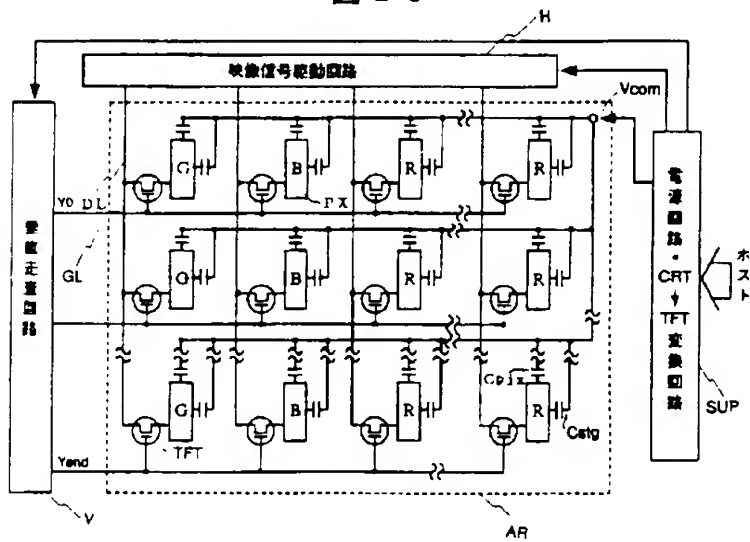 H
映像信号駆動回路
Vcom
G
B
R
R
Y0 DL
PX
GL
垂直走査回路
G
B
R
R
電源回路・CRT→TFT変換回路
ホスト
Cpix
G
B
R
R
SUP
Cstg
TFT
Yend
V
AR